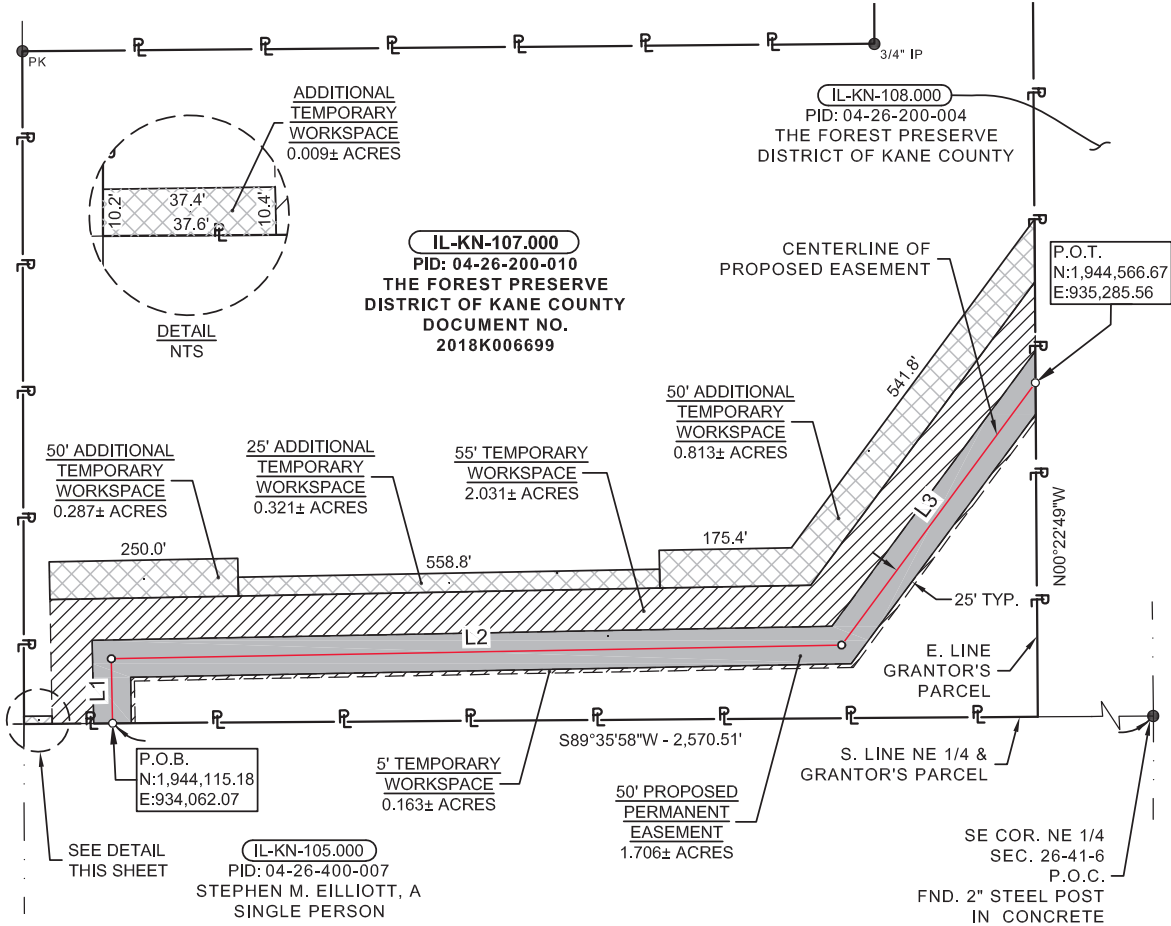 PK
3/4" IP
ADDITIONAL
TEMPORARY
WORKSPACE
0.009± ACRES
IL-KN-108.000
PID: 04-26-200-004
THE FOREST PRESERVE
DISTRICT OF KANE COUNTY
10.2'
37.4'
37.6'
10.4'
DETAIL
NTS
IL-KN-107.000
PID: 04-26-200-010
THE FOREST PRESERVE
DISTRICT OF KANE COUNTY
DOCUMENT NO.
2018K006699
CENTERLINE OF
PROPOSED EASEMENT
P.O.T.
N:1,944,566.67
E:935,285.56
541.8'
50' ADDITIONAL
TEMPORARY
WORKSPACE
0.287± ACRES
25' ADDITIONAL
TEMPORARY
WORKSPACE
0.321± ACRES
55' TEMPORARY
WORKSPACE
2.031± ACRES
50' ADDITIONAL
TEMPORARY
WORKSPACE
0.813± ACRES
250.0'
558.8'
175.4'
L1
L2
L3
N00°22'49"W
25' TYP.
E. LINE
GRANTOR'S
PARCEL
S89°35'58"W - 2,570.51'
S. LINE NE 1/4 &
GRANTOR'S PARCEL
P.O.B.
N:1,944,115.18
E:934,062.07
5' TEMPORARY
WORKSPACE
0.163± ACRES
50' PROPOSED
PERMANENT
EASEMENT
1.706± ACRES
SEE DETAIL
THIS SHEET
IL-KN-105.000
PID: 04-26-400-007
STEPHEN M. EILLIOTT, A
SINGLE PERSON
SE COR. NE 1/4
SEC. 26-41-6
P.O.C.
FND. 2" STEEL POST
IN CONCRETE